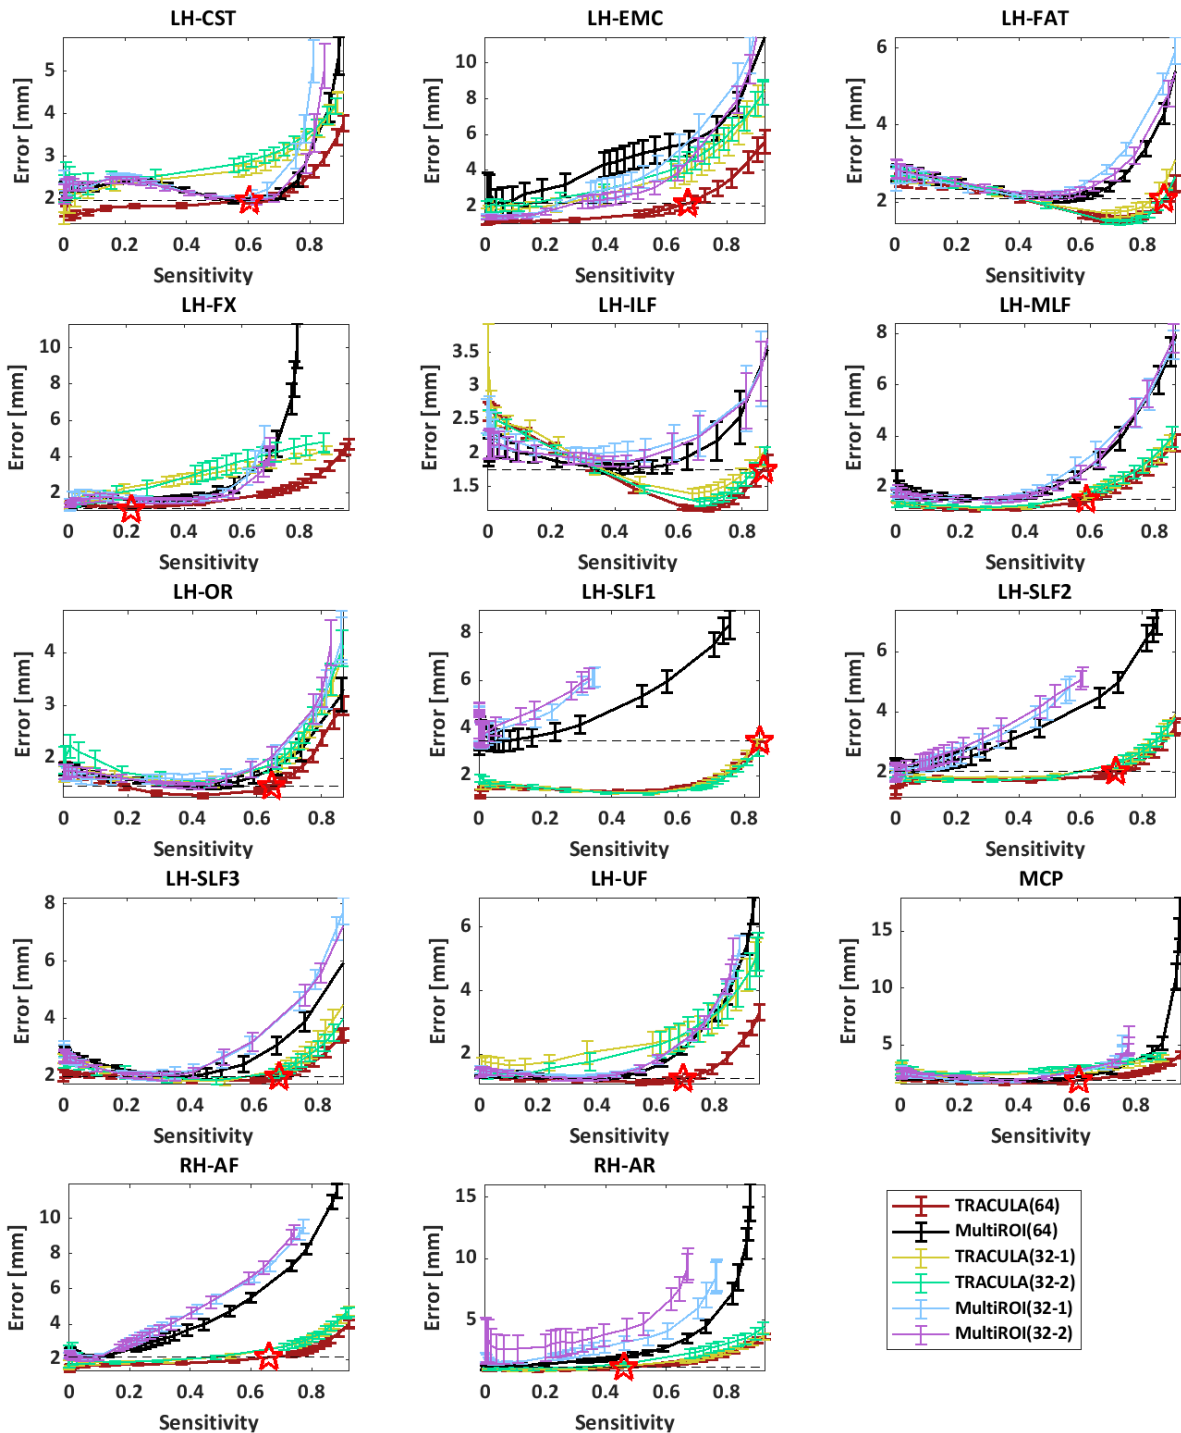 LH-CST
LH-EMC
LH-FAT
Error [mm]
5
4
3
2
0
0.2
0.4
0.6
0.8
Sensitivity
Error [mm]
10
8
6
4
2
0
0.2
0.4
0.6
0.8
Sensitivity
Error [mm]
6
4
2
0
0.2
0.4
0.6
0.8
Sensitivity
LH-FX
LH-ILF
LH-MLF
Error [mm]
10
8
6
4
2
0
0.2
0.4
0.6
0.8
Sensitivity
Error [mm]
3.5
3
2.5
2
1.5
0
0.2
0.4
0.6
0.8
Sensitivity
Error [mm]
8
6
4
2
0
0.2
0.4
0.6
0.8
Sensitivity
LH-OR
LH-SLF1
LH-SLF2
Error [mm]
4
3
2
0
0.2
0.4
0.6
0.8
Sensitivity
Error [mm]
8
6
4
2
0
0.2
0.4
0.6
0.8
Sensitivity
Error [mm]
6
4
2
0
0.2
0.4
0.6
0.8
Sensitivity
LH-SLF3
LH-UF
MCP
Error [mm]
8
6
4
2
0
0.2
0.4
0.6
0.8
Sensitivity
Error [mm]
6
4
2
0
0.2
0.4
0.6
0.8
Sensitivity
Error [mm]
15
10
5
0
0.2
0.4
0.6
0.8
Sensitivity
RH-AF
RH-AR
Error [mm]
10
8
6
4
2
0
0.2
0.4
0.6
0.8
Sensitivity
Error [mm]
15
10
5
0
0.2
0.4
0.6
0.8
Sensitivity
TRACULA(64)
MultiROI(64)
TRACULA(32-1)
TRACULA(32-2)
MultiROI(32-1)
MultiROI(32-2)